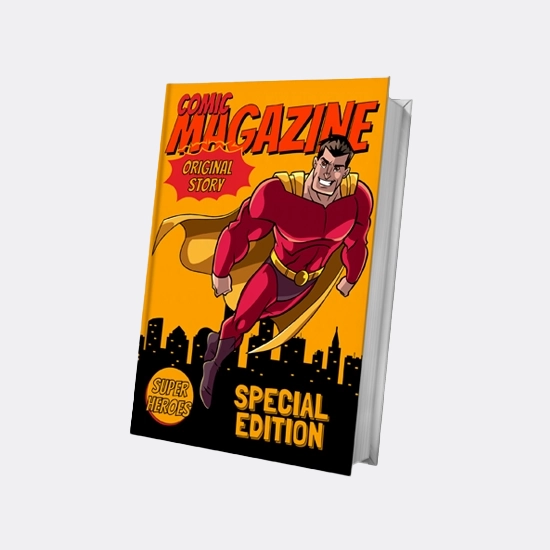 COMIC
MAGAZINE
ORIGINAL
STORY
SUPER
HEROES
SPECIAL
EDITION